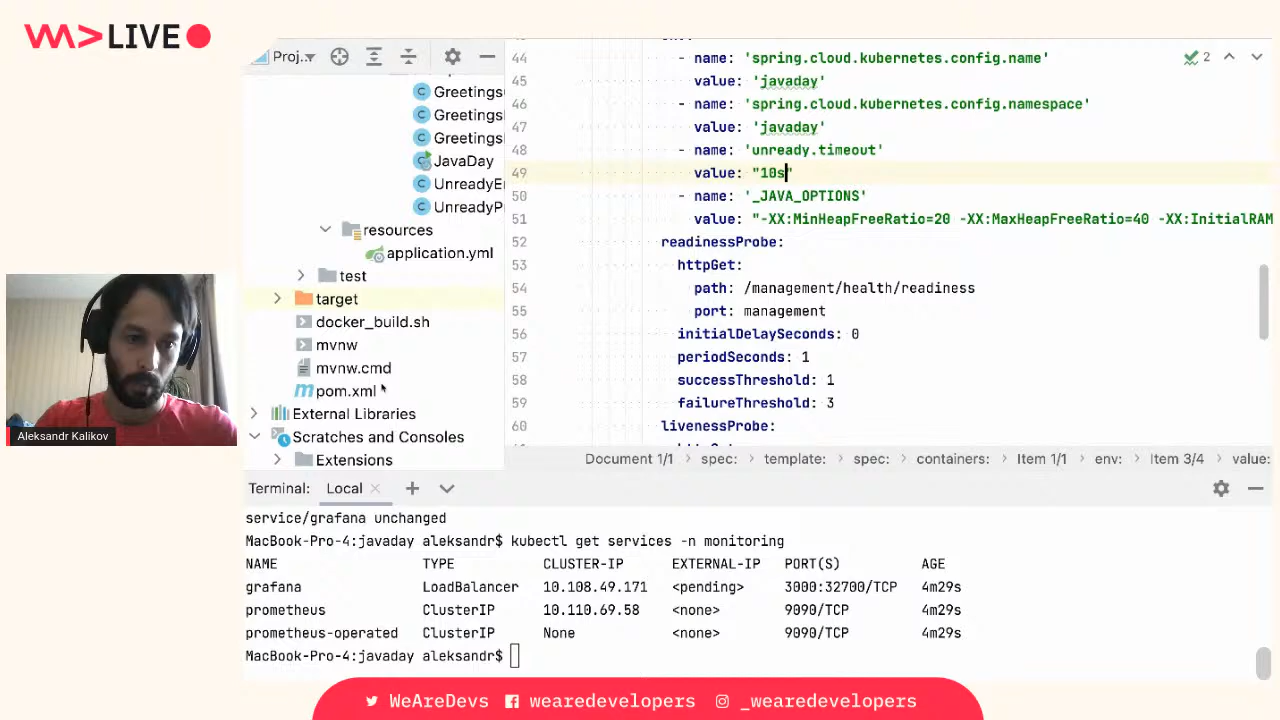 LIVE
Proj..
Greetings
Greetings
Greetings
JavaDay
UnreadyE
UnreadyP
resources
application.yml
test
target
docker_build.sh
mvnw
mvnw.cmd
pom.xml
External Libraries
Scratches and Consoles
Extensions
44 - name: 'spring.cloud.kubernetes.config.name'
45 value: 'javaday'
46 - name: 'spring.cloud.kubernetes.config.namespace'
47 value: 'javaday'
48 - name: 'unready.timeout'
49 value: "10s"
50 - name: '_JAVA_OPTIONS'
51 value: "-XX:MinHeapFreeRatio=20 -XX:MaxHeapFreeRatio=40 -XX:InitialRAM
52 readinessProbe:
53 httpGet:
54 path: /management/health/readiness
55 port: management
56 initialDelaySeconds: 0
57 periodSeconds: 1
58 successThreshold: 1
59 failureThreshold: 3
60 livenessProbe:
2
Document 1/1 › spec: › template: › spec: › containers: › Item 1/1 › env: › Item 3/4 › value:
Aleksandr Kalikov
Terminal: Local
service/grafana unchanged
MacBook-Pro-4:javaday aleksandr$ kubectl get services -n monitoring
NAME TYPE CLUSTER-IP EXTERNAL-IP PORT(S) AGE
grafana LoadBalancer 10.108.49.171 <pending> 3000:32700/TCP 4m29s
prometheus ClusterIP 10.110.69.58 <none> 9090/TCP 4m29s
prometheus-operated ClusterIP None <none> 9090/TCP 4m29s
MacBook-Pro-4:javaday aleksandr$
WeAreDevs wearedevelopers _wearedevelopers